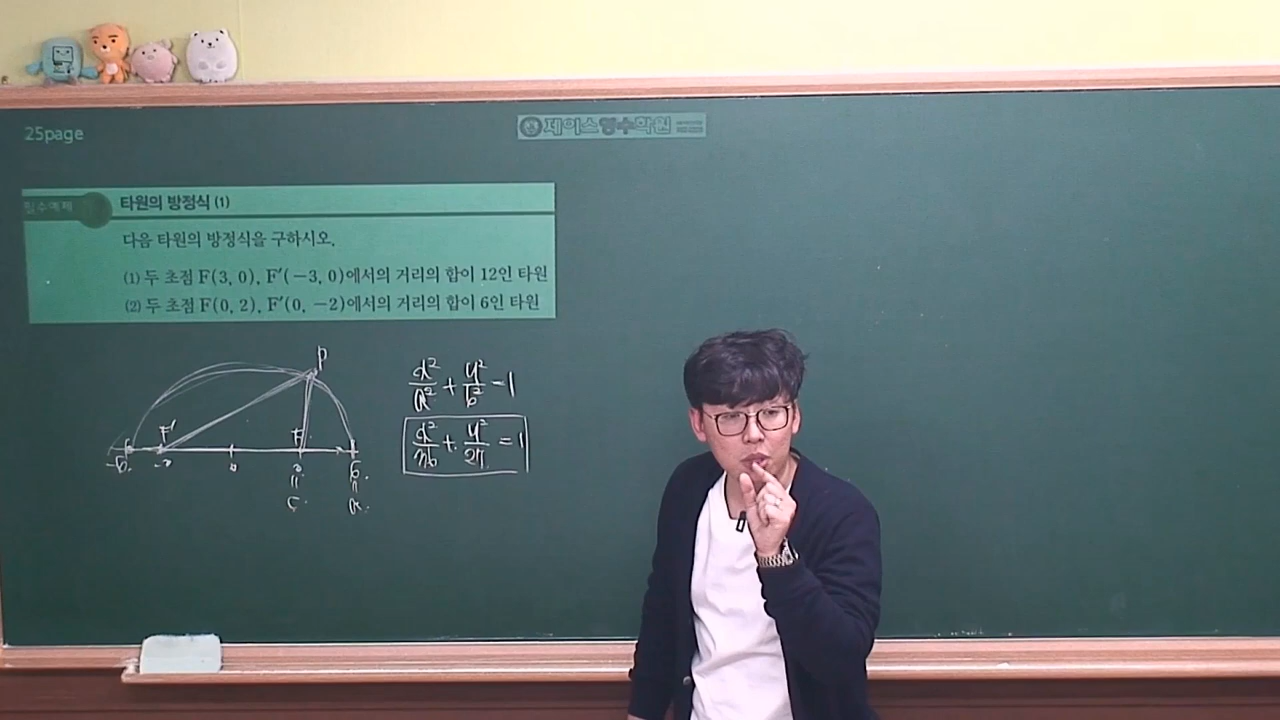 25page
제이스영수학원
필수예제
타원의 방정식 (1)
다음 타원의 방정식을 구하시오.
(1) 두 초점 F(3, 0), F′(−3, 0)에서의 거리의 합이 12인 타원
(2) 두 초점 F(0, 2), F′(0, −2)에서의 거리의 합이 6인 타원
P
x²/a² + y²/b² = 1
x²/36 + y²/27 = 1
F′ F
-6 -3 0 3 6
= =
c a